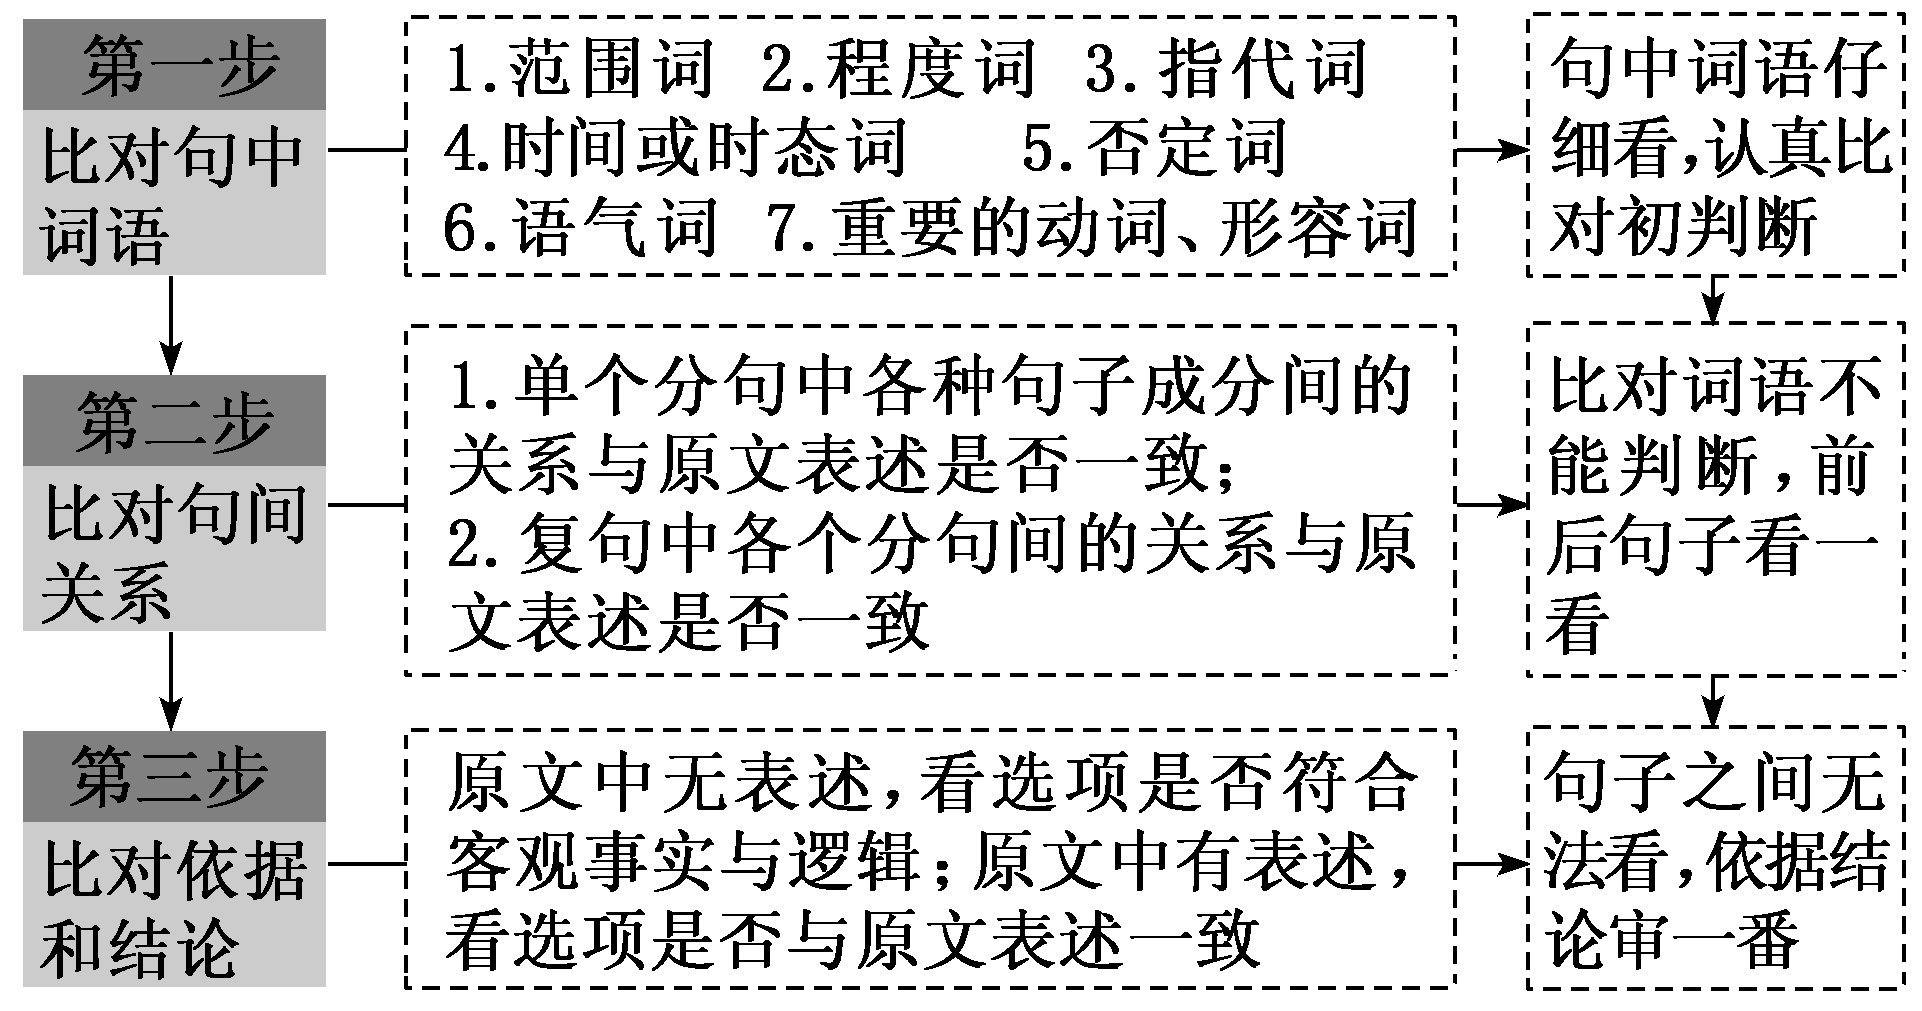 第一步
比对句中
词语
1.范围词 2.程度词 3.指代词
4.时间或时态词 5.否定词
6.语气词 7.重要的动词、形容词
句中词语仔
细看,认真比
对初判断
第二步
比对句间
关系
1.单个分句中各种句子成分间的
关系与原文表述是否一致;
2.复句中各个分句间的关系与原
文表述是否一致
比对词语不
能判断,前
后句子看一
看
第三步
比对依据
和结论
原文中无表述,看选项是否符合
客观事实与逻辑;原文中有表述,
看选项是否与原文表述一致
句子之间无
法看,依据结
论审一番